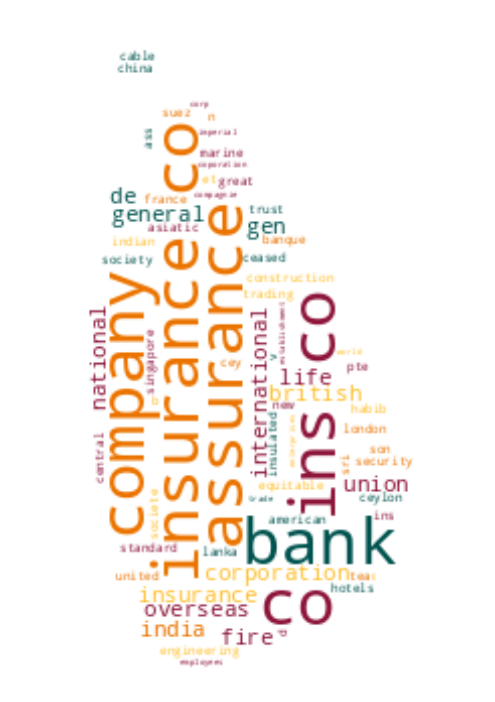 cable
china
corp
suez
n
imperial
ass
marine
coporation
et great
compagnie
de
france
general
trust
asiatic
gen
indian
banque
society
ceased
construction
trading
company
insurance co
assurance
ins co
national
singapore
central
international
establishment
cey
v
world
life
pte
british
new
habib
insulated
london
son
sri
security
equitable
union
societe
trade
ceylon
american
ins
bank
standard
lanka
united
corporation
tea
hotels
insurance
co
overseas
india
fire
d
engineering
employees